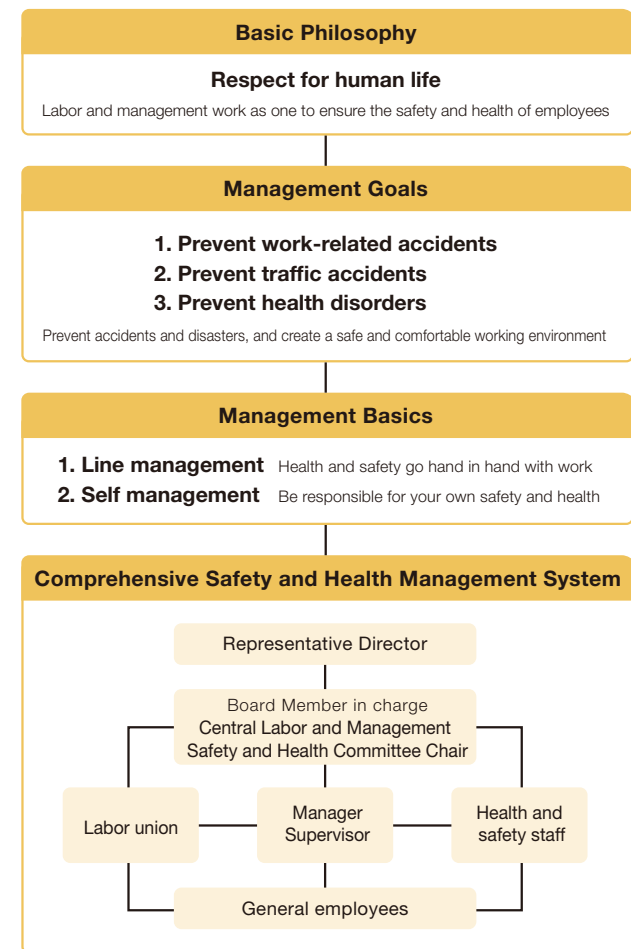 Basic Philosophy
Respect for human life
Labor and management work as one to ensure the safety and health of employees
Management Goals
1. Prevent work-related accidents
2. Prevent traffic accidents
3. Prevent health disorders
Prevent accidents and disasters, and create a safe and comfortable working environment
Management Basics
1. Line management Health and safety go hand in hand with work
2. Self management Be responsible for your own safety and health
Comprehensive Safety and Health Management System
Representative Director
Board Member in charge
Central Labor and Management
Safety and Health Committee Chair
Labor union
Manager
Supervisor
Health and
safety staff
General employees